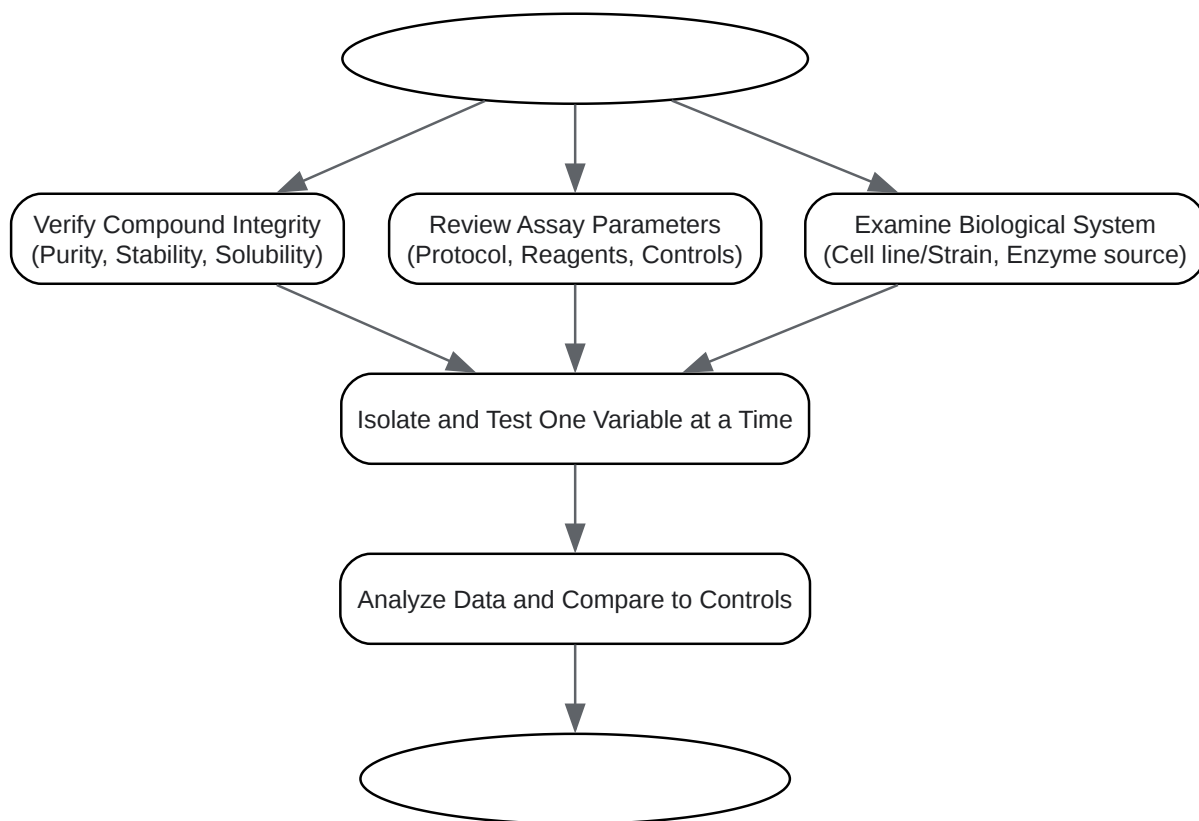 Verify Compound Integrity
(Purity, Stability, Solubility)
Review Assay Parameters
(Protocol, Reagents, Controls)
Examine Biological System
(Cell line/Strain, Enzyme source)
Isolate and Test One Variable at a Time
Analyze Data and Compare to Controls